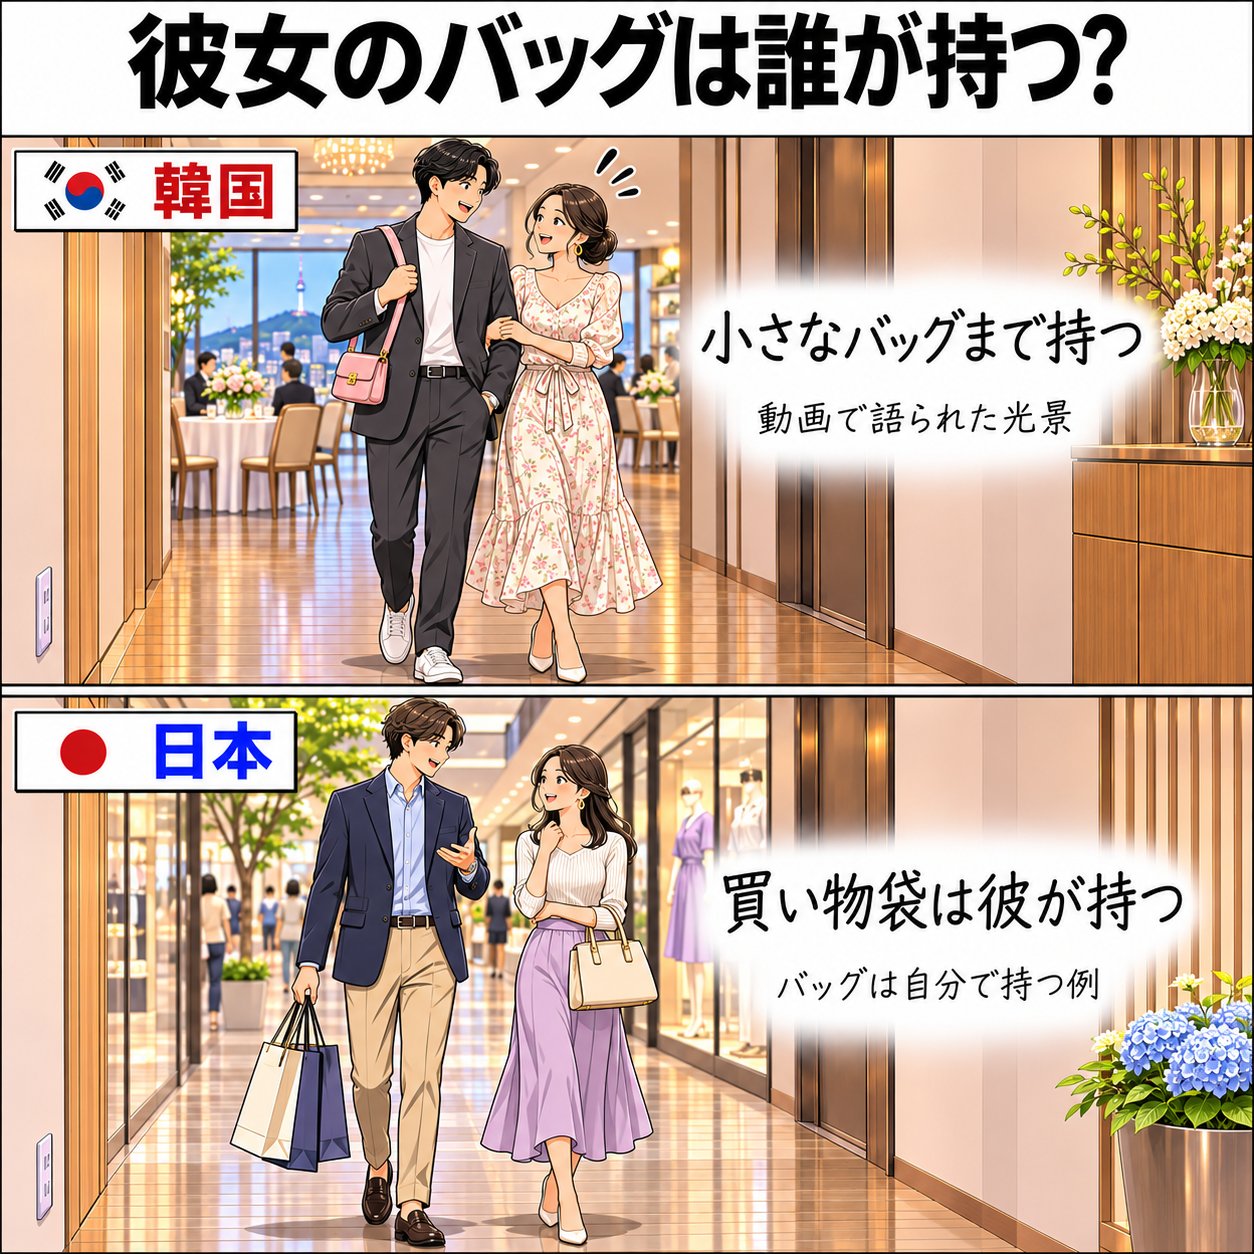 彼女のバッグは誰が持つ?
韓国
小さなバッグまで持つ
動画で語られた光景
日本
買い物袋は彼が持つ
バッグは自分で持つ例